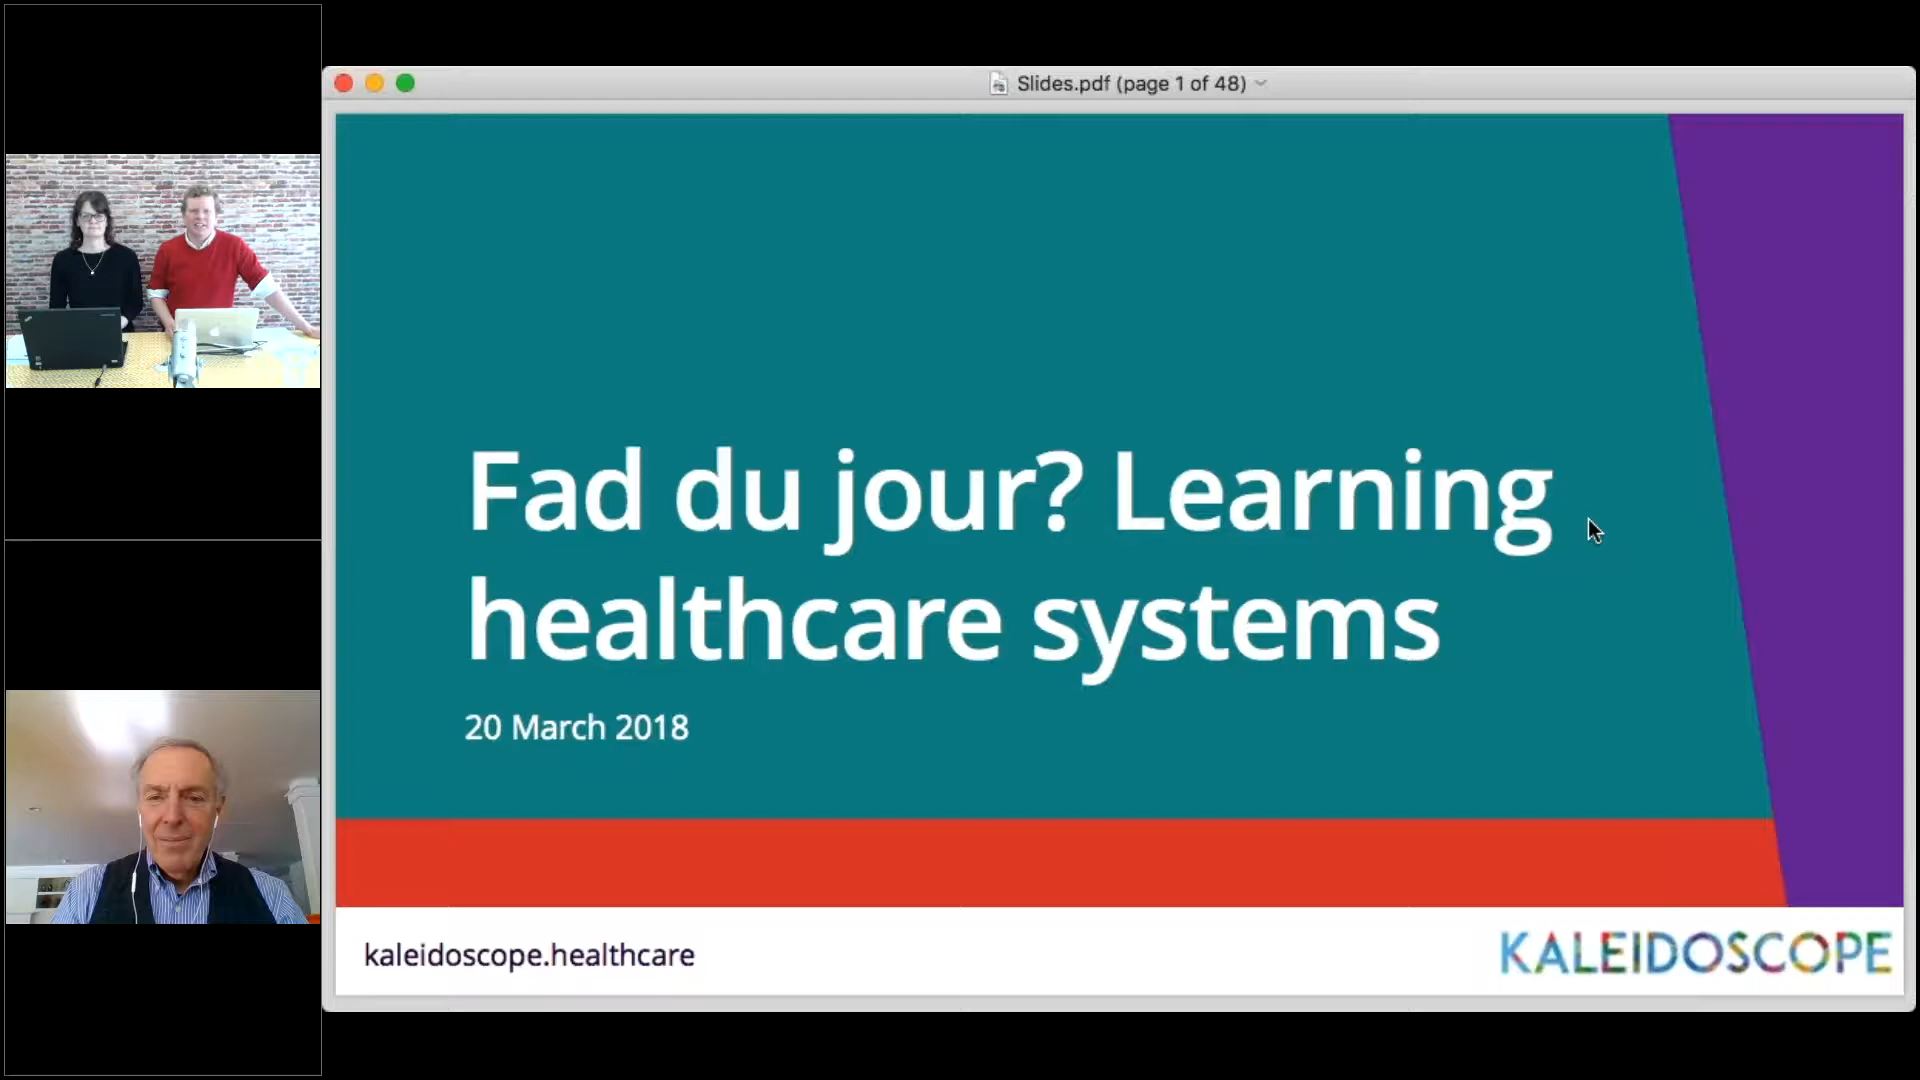 Slides.pdf (page 1 of 48)
Fad du jour? Learning
healthcare systems
20 March 2018
kaleidoscope.healthcare
KALEIDOSCOPE